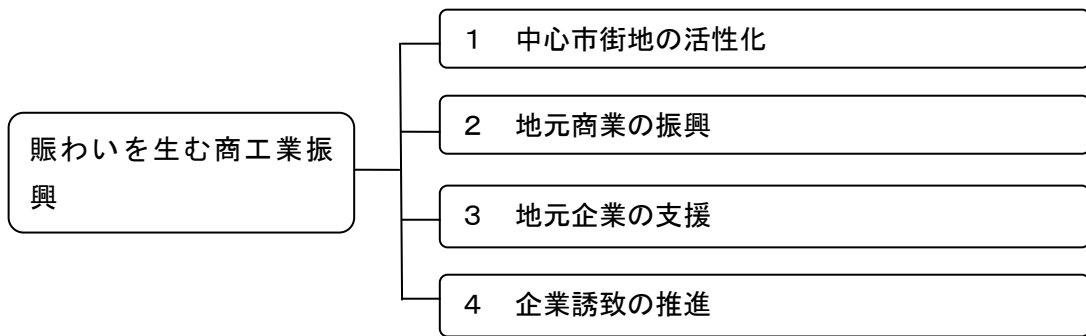 賑わいを生む商工業振
興
１　中心市街地の活性化
２　地元商業の振興
３　地元企業の支援
４　企業誘致の推進